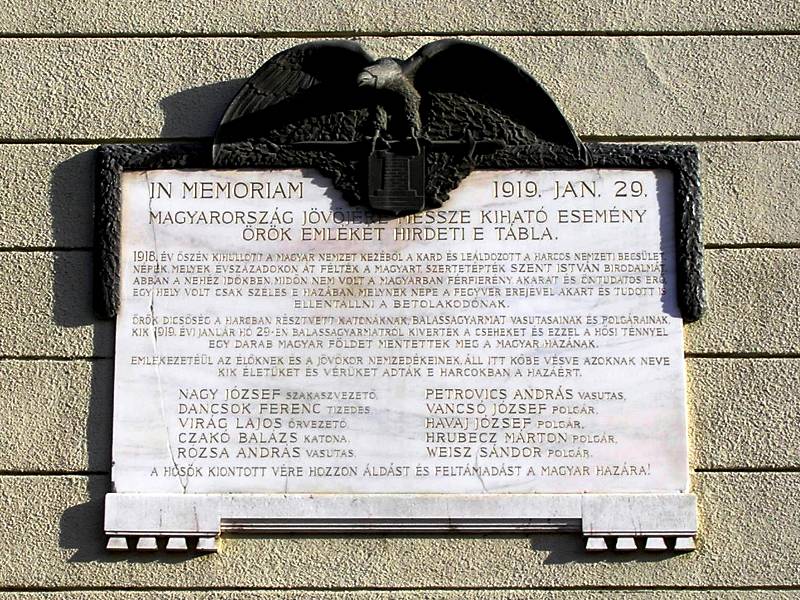 IN MEMORIAM 1919. JAN. 29.
MAGYARORSZÁG JÖVŐJÉRE MESSZE KIHATÓ ESEMÉNY
ÖRÖK EMLÉKÉT HIRDETI E TÁBLA.
1918. ÉV ŐSZÉN KIHULLOTT A MAGYAR NEMZET KEZÉBŐL A KARD ÉS LEÁLDOZOTT A HARCOS NEMZETI BECSÜLET.
NÉPEK, MELYEK ÉVSZÁZADOKON ÁT FÉLTÉK A MAGYART SZERTETÉPTÉK SZENT ISTVÁN BIRODALMÁT.
ABBAN A NEHÉZ IDŐKBEN, MIDŐN NEM VOLT A MAGYARBAN FÉRFIERÉNY AKARAT ÉS ÖNTUDATOS ERŐ,
EGY HELY VOLT CSAK SZÉLES E HAZÁBAN MELYNEK NÉPE A FEGYVER EREJÉVEL AKART ÉS TUDOTT IS
ELLENTÁLLNI A BETOLAKODÓNAK.
ÖRÖK DICSŐSÉG A HARCBAN RÉSZTVETT KATONÁKNAK, BALASSAGYARMAT VASUTASAINAK ÉS POLGÁRAINAK,
KIK 1919. ÉVI JANUÁR HÓ 29-ÉN BALASSAGYARMATRÓL KIVERTÉK A CSEHEKET ÉS EZZEL A HŐSI TÉNNYEL
EGY DARAB MAGYAR FÖLDET MENTETTEK MEG A MAGYAR HAZÁNAK.
EMLÉKEZETÉÜL AZ ÉLŐKNEK ÉS A JÖVŐKOR NEMZEDÉKEINEK, ÁLL ITT KŐBE VÉSVE AZOKNAK NEVE
KIK ÉLETÜKET ÉS VÉRÜKET ADTÁK E HARCOKBAN A HAZÁÉRT.
NAGY JÓZSEF SZAKASZVEZETŐ, PETROVICS ANDRÁS VASUTAS,
DANCSOK FERENC TIZEDES VANCSÓ JÓZSEF POLGÁR,
VIRÁG LAJOS ŐRVEZETŐ, HAVAJ JÓZSEF POLGÁR,
CZAKÓ BALÁZS KATONA, HRUBECZ MÁRTON POLGÁR,
RÓZSA ANDRÁS VASUTAS, WEISZ SÁNDOR POLGÁR,
A HŐSÖK KIONTOTT VÉRE HOZZON ÁLDÁST ÉS FELTÁMADÁST A MAGYAR HAZÁRA!